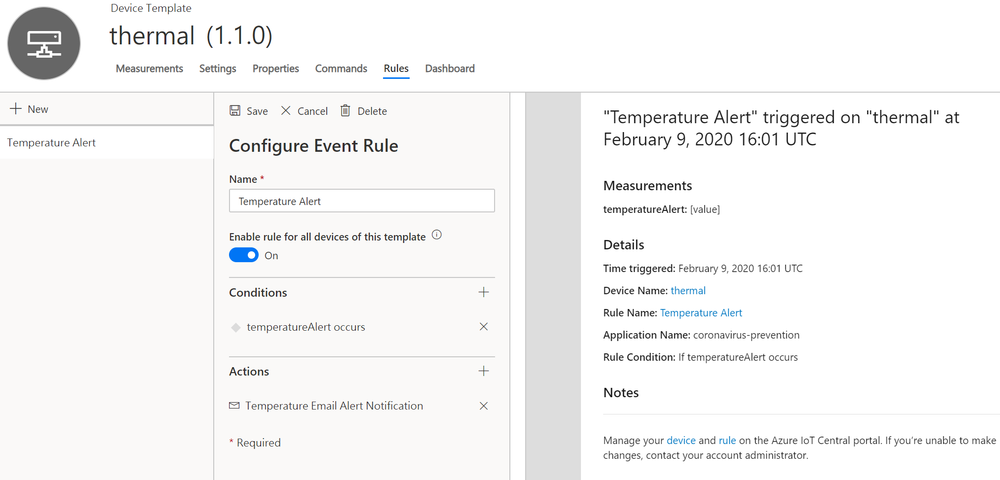 Device Template
thermal (1.1.0)
Measurements Settings Properties Commands Rules Dashboard
New
Temperature Alert
Save Cancel Delete
Configure Event Rule
Name *
Temperature Alert
Enable rule for all devices of this template
On
Conditions
temperatureAlert occurs
Actions
Temperature Email Alert Notification
* Required
"Temperature Alert" triggered on "thermal" at
February 9, 2020 16:01 UTC
Measurements
temperatureAlert: [value]
Details
Time triggered: February 9, 2020 16:01 UTC
Device Name: thermal
Rule Name: Temperature Alert
Application Name: coronavirus-prevention
Rule Condition: If temperatureAlert occurs
Notes
Manage your device and rule on the Azure IoT Central portal. If you’re unable to make
changes, contact your account administrator.